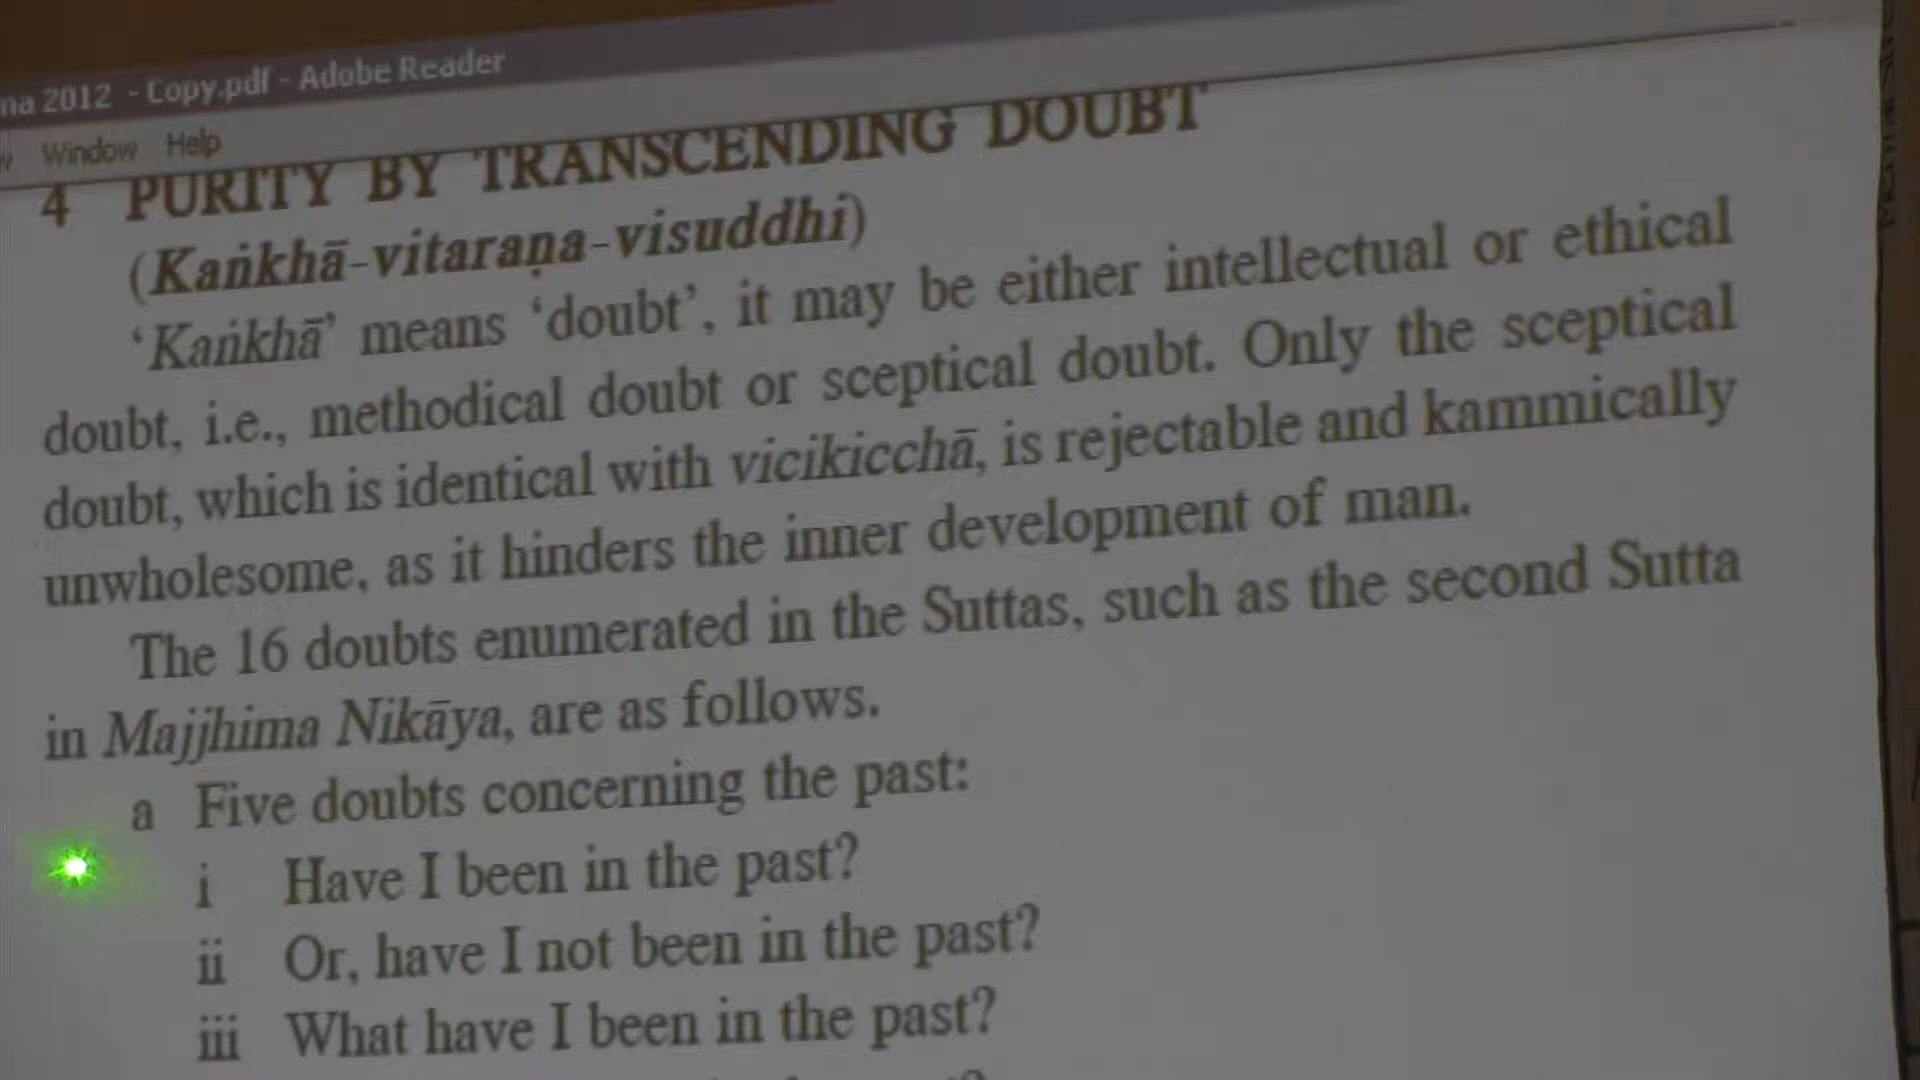 na 2012 - Copy.pdf - Adobe Reader
Window Help
4 PURITY BY TRANSCENDING DOUBT
(Kaṅkhā-vitaraṇa-visuddhi)
‘Kaṅkhā’ means ‘doubt’, it may be either intellectual or ethical
doubt, i.e., methodical doubt or sceptical doubt. Only the sceptical
doubt, which is identical with vicikicchā, is rejectable and kammically
unwholesome, as it hinders the inner development of man.
The 16 doubts enumerated in the Suttas, such as the second Sutta
in Majjhima Nikāya, are as follows.
a Five doubts concerning the past:
i Have I been in the past?
ii Or, have I not been in the past?
iii What have I been in the past?